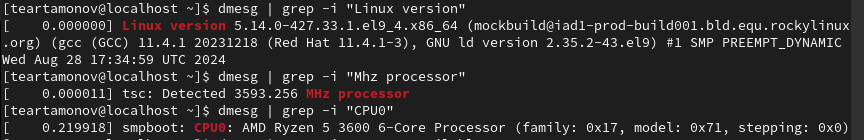 [teartamonov@localhost ~]$ dmesg | grep -i "Linux version"
[    0.000000] Linux version 5.14.0-427.33.1.el9_4.x86_64 (mockbuild@iad1-prod-build001.bld.equ.rockylinux
.org) (gcc (GCC) 11.4.1 20231218 (Red Hat 11.4.1-3), GNU ld version 2.35.2-43.el9) #1 SMP PREEMPT_DYNAMIC
Wed Aug 28 17:34:59 UTC 2024
[teartamonov@localhost ~]$ dmesg | grep -i "Mhz processor"
[    0.000011] tsc: Detected 3593.256 MHz processor
[teartamonov@localhost ~]$ dmesg | grep -i "CPU0"
[    0.219918] smpboot: CPU0: AMD Ryzen 5 3600 6-Core Processor (family: 0x17, model: 0x71, stepping: 0x0)